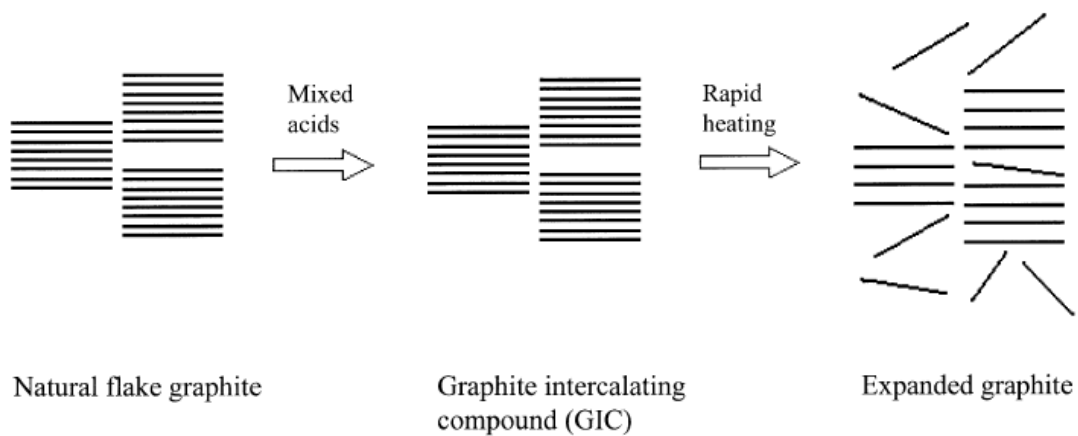 Mixed
acids
Rapid
heating
Natural flake graphite
Graphite intercalating
compound (GIC)
Expanded graphite